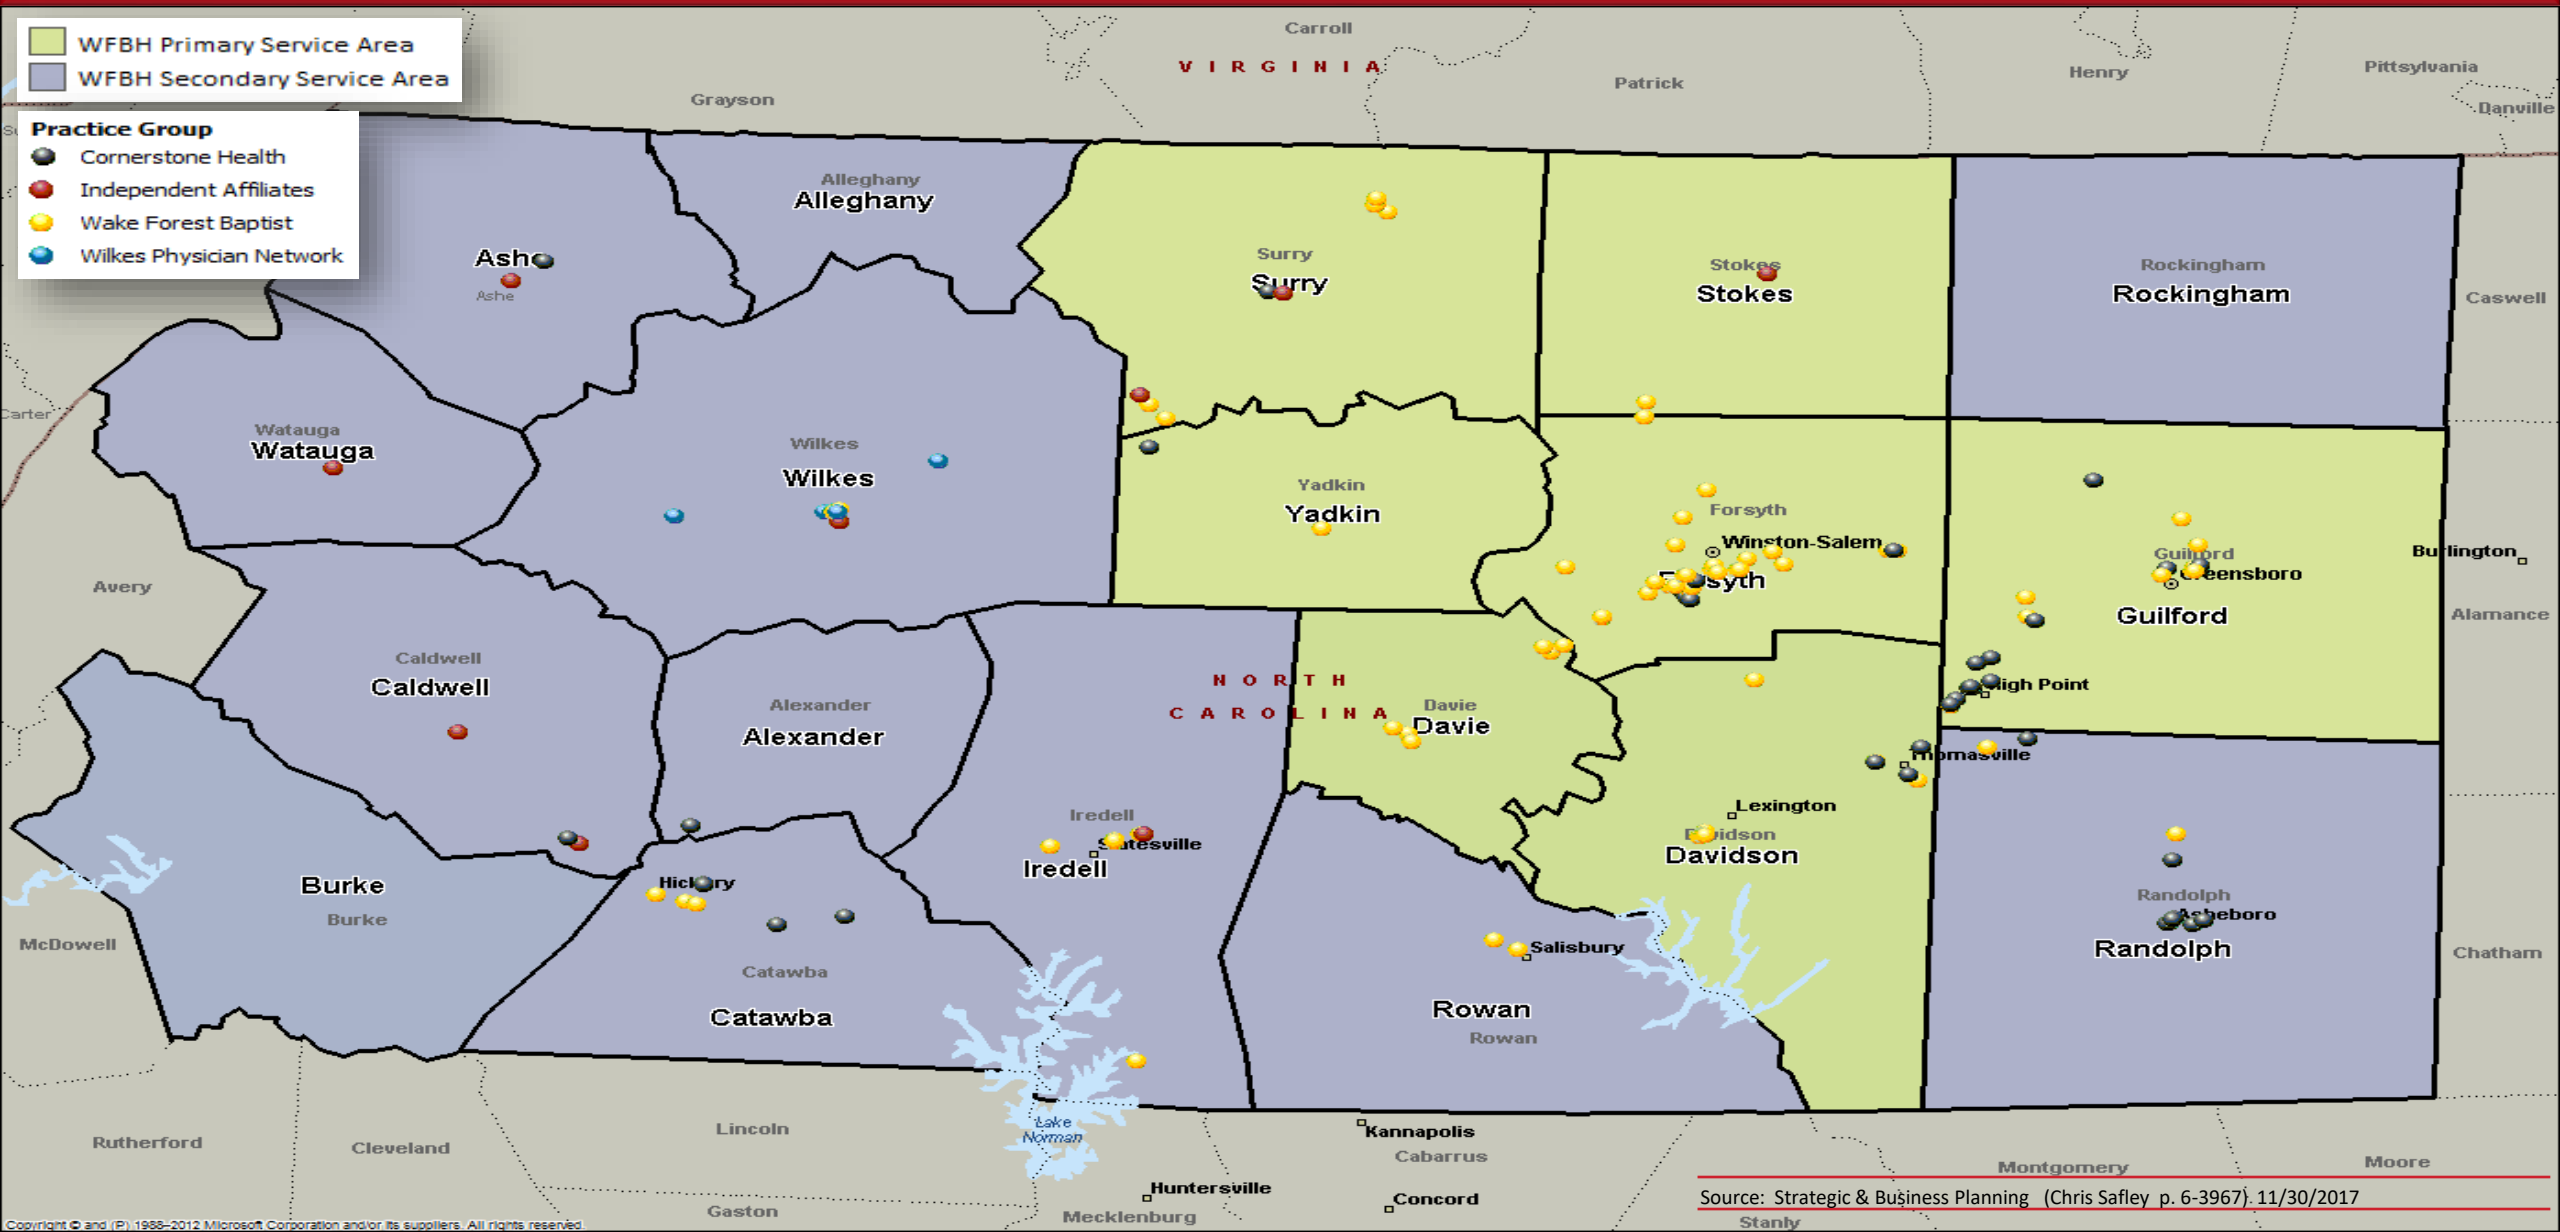 WFBH Primary Service Area
WFBH Secondary Service Area
Practice Group
Cornerstone Health
Independent Affiliates
Wake Forest Baptist
Wilkes Physician Network
Carroll
VIRGINIA
Grayson
Patrick
Henry
Pittsylvania
Danville
Alleghany
Alleghany
Ashe
Ashe
Surry
Surry
Stokes
Stokes
Rockingham
Rockingham
Caswell
Carter
Watauga
Watauga
Wilkes
Wilkes
Yadkin
Yadkin
Forsyth
Winston-Salem
Forsyth
Guilford
Greensboro
Guilford
Burlington
Alamance
Avery
Caldwell
Caldwell
Alexander
Alexander
NORTH
CAROLINA
Davie
Davie
High Point
Thomasville
Lexington
Davidson
Davidson
Iredell
Statesville
Iredell
Burke
Burke
Hickory
McDowell
Catawba
Catawba
Salisbury
Rowan
Rowan
Randolph
Asheboro
Randolph
Chatham
Rutherford
Cleveland
Lincoln
Gaston
Lake
Norman
Kannapolis
Cabarrus
Huntersville
Mecklenburg
Concord
Montgomery
Moore
Source: Strategic & Business Planning (Chris Safley p. 6-3967) 11/30/2017
Stanly
Copyright © and (P) 1988–2012 Microsoft Corporation and/or its suppliers. All rights reserved.